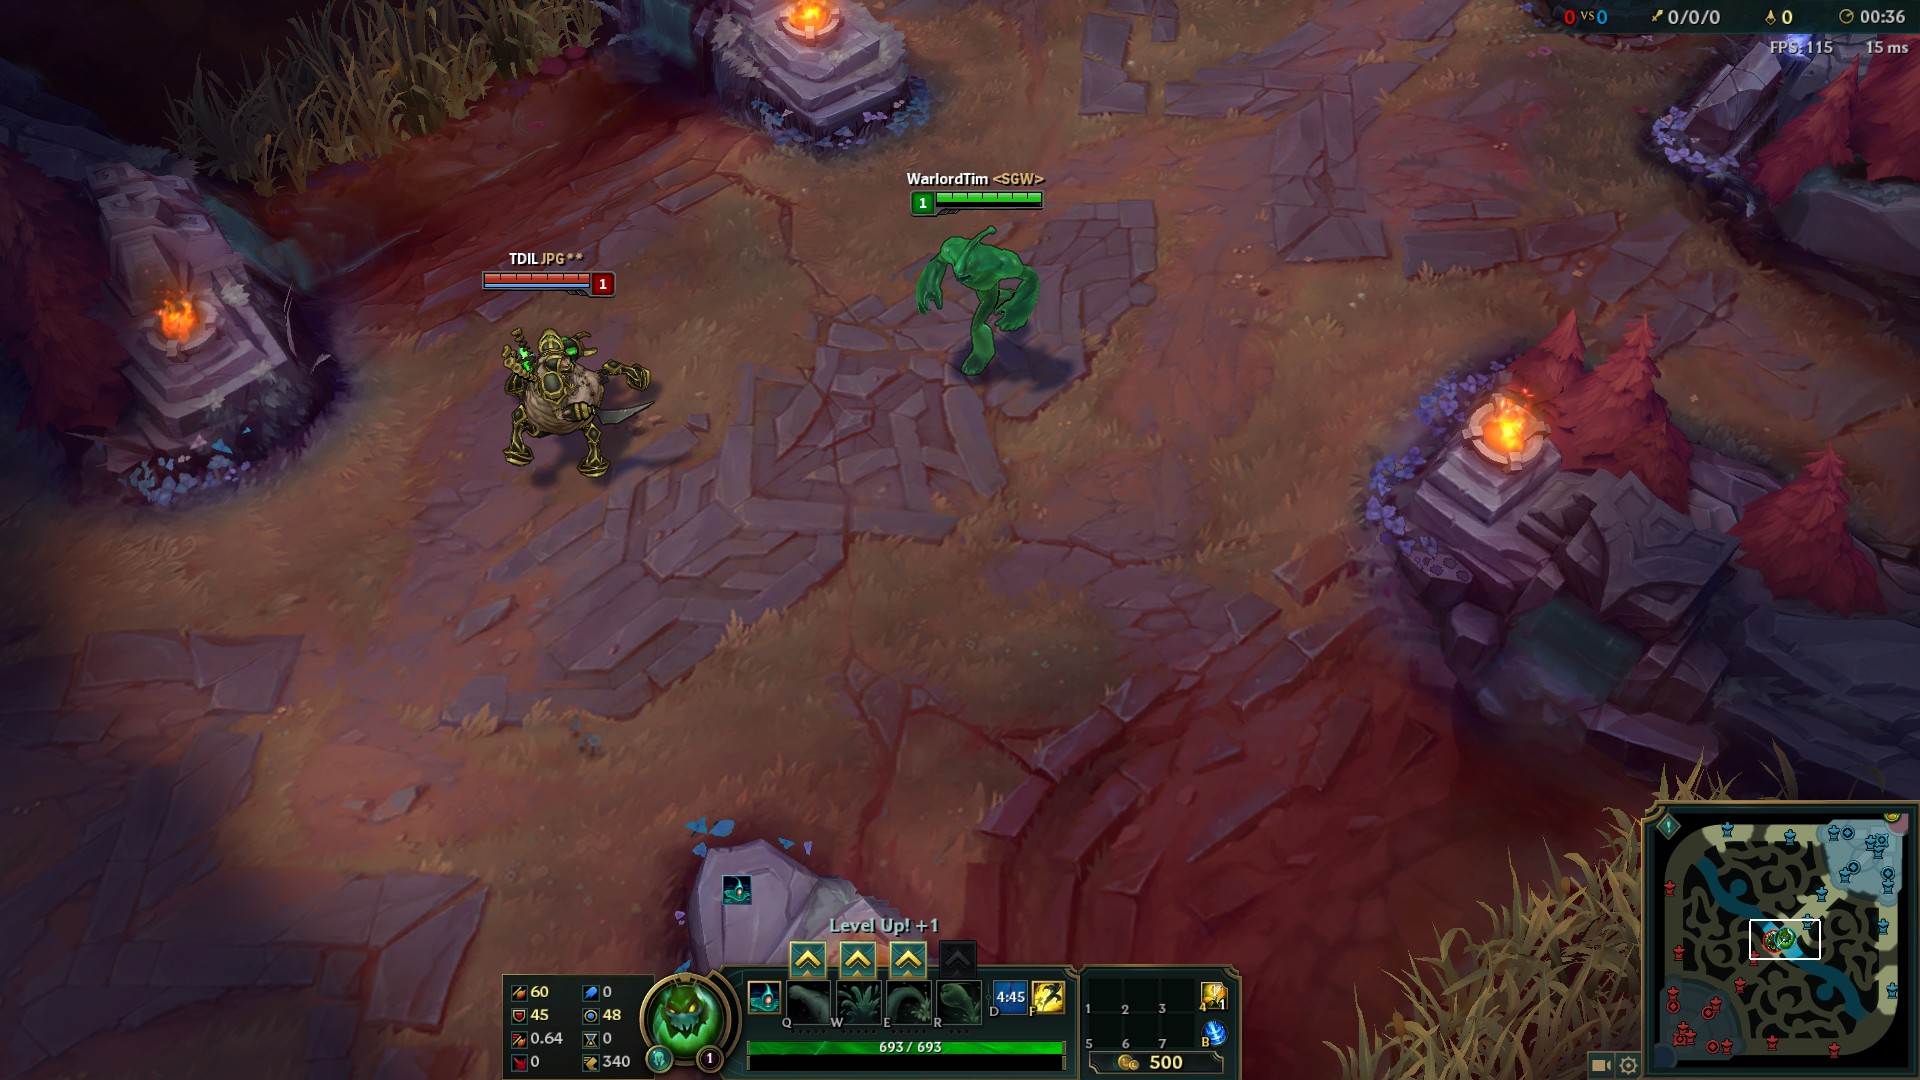 0 VS 0 0/0/0 0 00:36
FPS: 115 15 ms
WarlordTim <SGW>
1
TDIL JPG**
1
Level Up! +1
60 0
45 48
0.64 0
0 340
1
Q W E R
4:45
D F
693 / 693
1 2 3 4 1
5 6 7 B
500